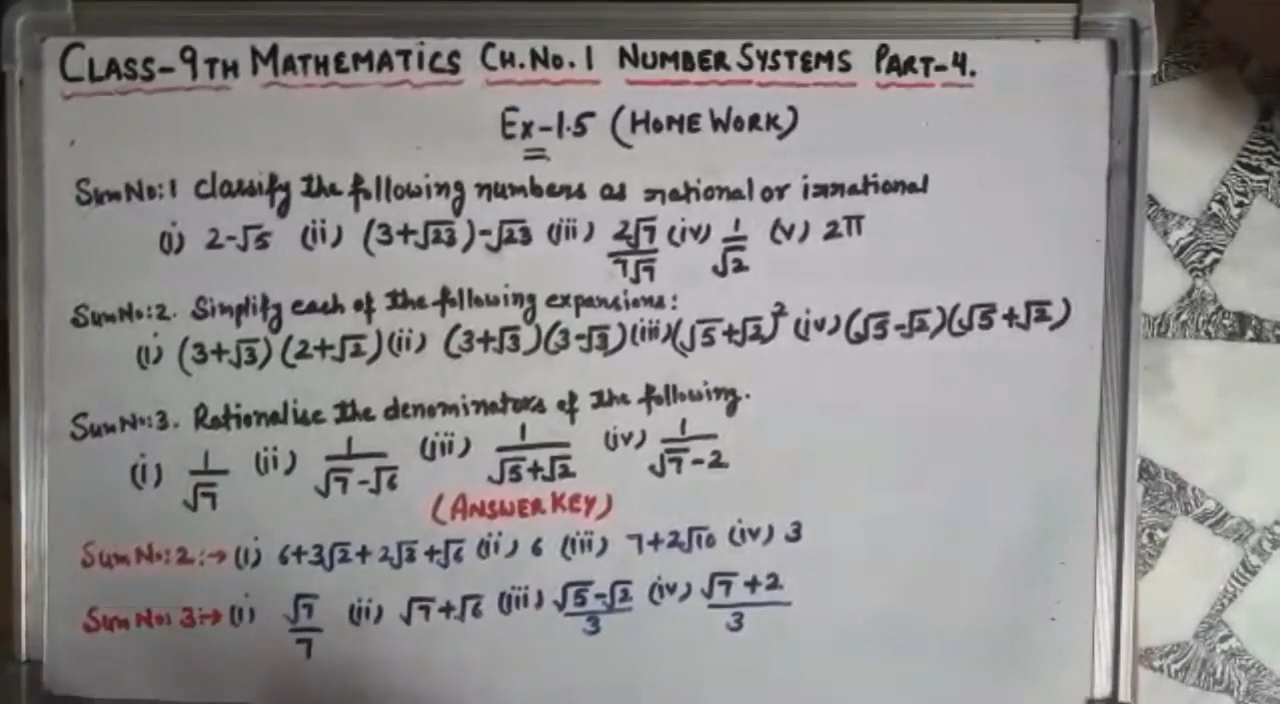 CLASS-9TH MATHEMATICS CH.NO.1 NUMBER SYSTEMS PART-4.
Ex-1.5 (HOME WORK)
Sum No:1 Classify the following numbers as rational or irrational
(i) 2-√5 (ii) (3+√23)-√23 (iii) 2√7/7√7 (iv) 1/√2 (v) 2π
Sum No:2. Simplify each of the following expansions:
(i) (3+√3)(2+√2) (ii) (3+√3)(3-√3) (iii) (√5+√2)² (iv) (√5-√2)(√5+√2)
Sum No:3. Rationalise the denominators of the following.
(i) 1/√7 (ii) 1/√7-√6 (iii) 1/√5+√2 (iv) 1/√7-2
(ANSWER KEY)
Sum No:2:→ (i) 6+3√2+2√3+√6 (ii) 6 (iii) 7+2√10 (iv) 3
Sum No: 3:→ (i) √7/7 (ii) √7+√6 (iii) √5-√2/3 (iv) √7+2/3